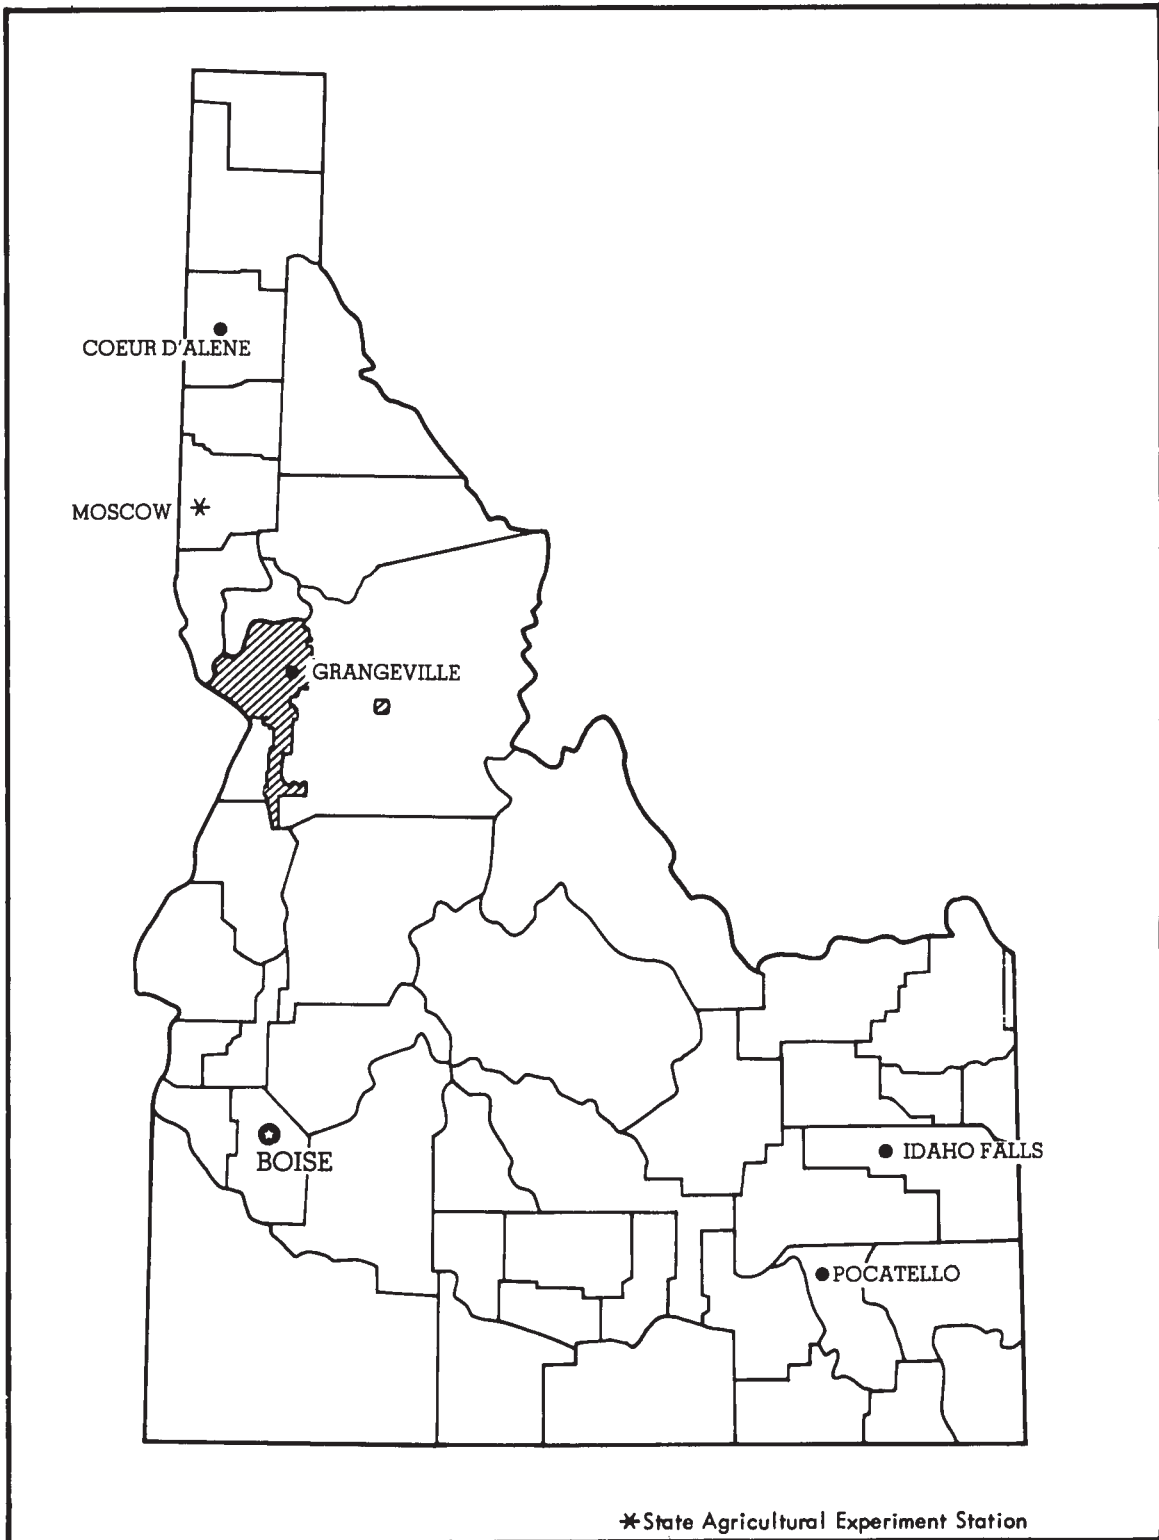 COEUR D'ALENE
MOSCOW
GRANGEVILLE
BOISE
IDAHO FALLS
POCATELLO
*State Agricultural Experiment Station